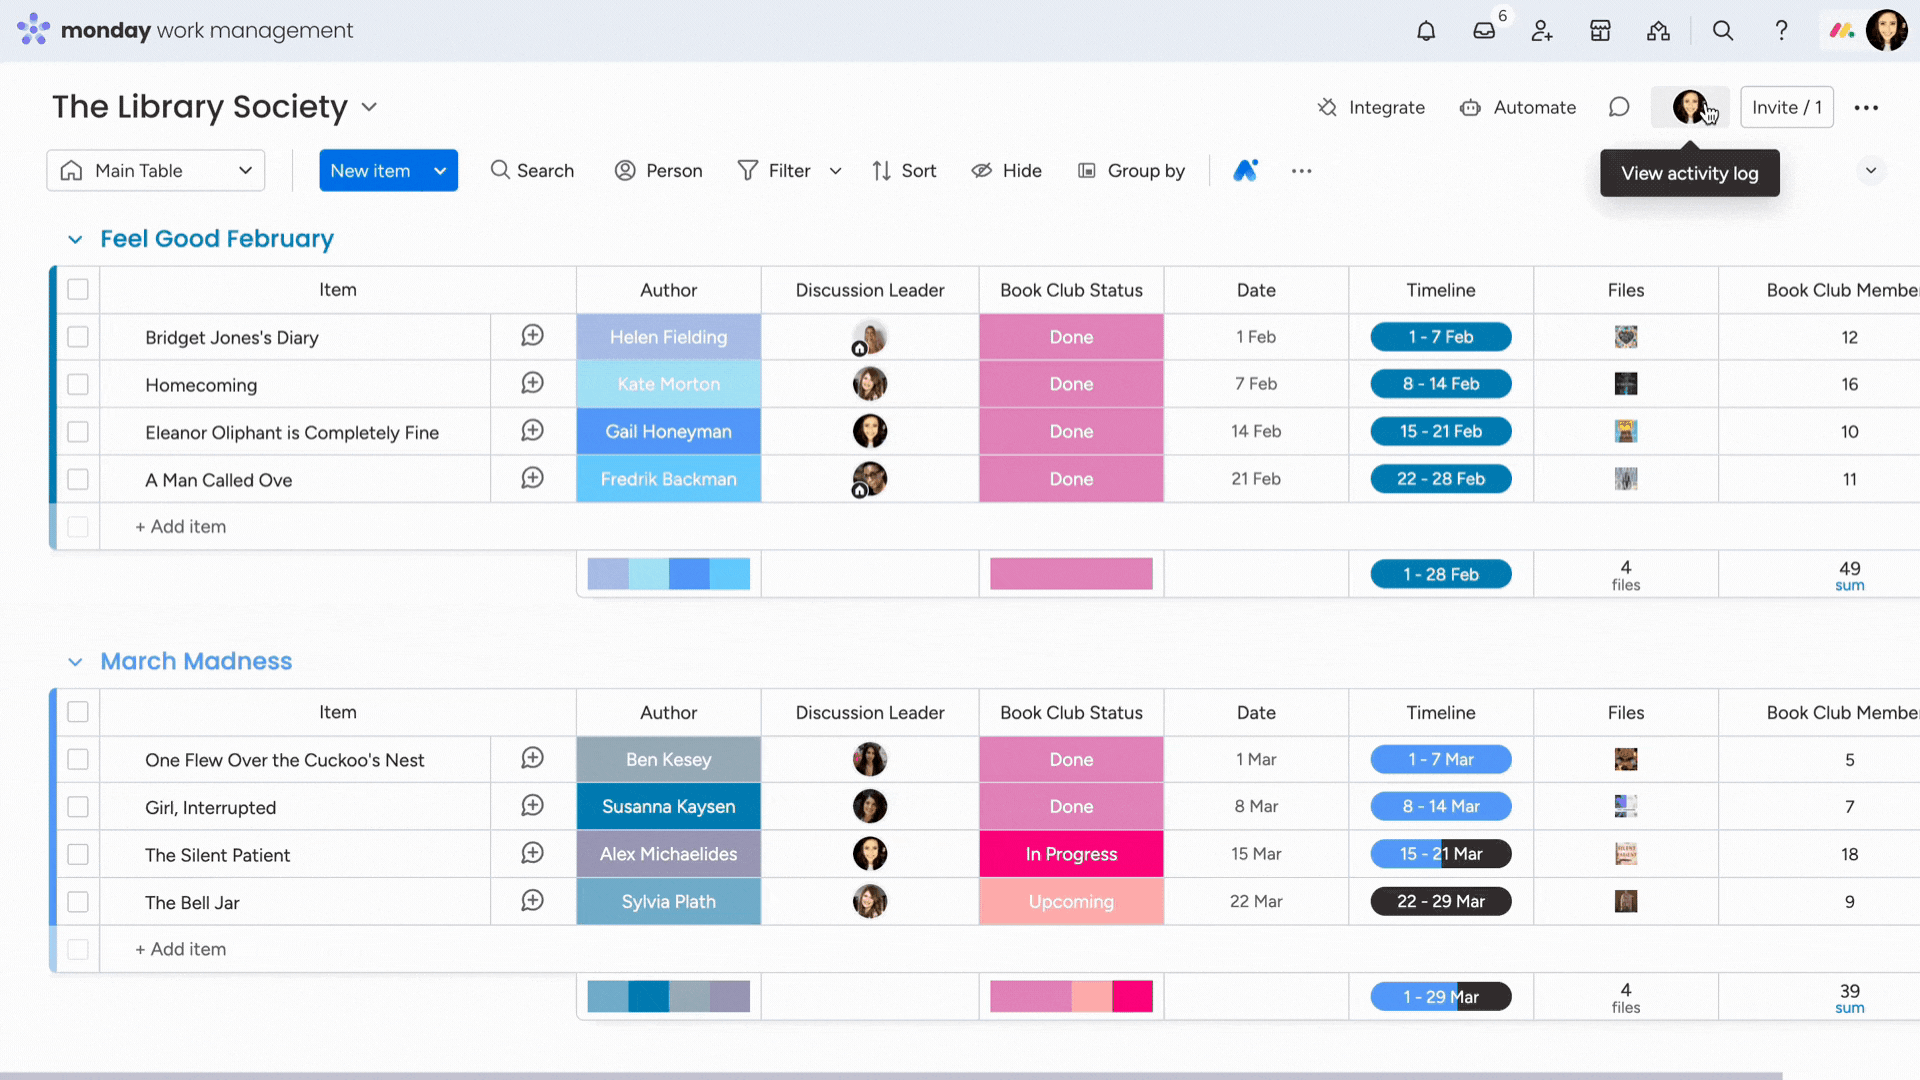 monday work management
6
The Library Society
Integrate
Automate
Invite / 1
Main Table
New item
Search
Person
Filter
Sort
Hide
Group by
View activity log
Feel Good February
Item Author Discussion Leader Book Club Status Date Timeline Files Book Club Member
Bridget Jones's Diary Helen Fielding Done 1 Feb 1 - 7 Feb 12
Homecoming Kate Morton Done 7 Feb 8 - 14 Feb 16
Eleanor Oliphant is Completely Fine Gail Honeyman Done 14 Feb 15 - 21 Feb 10
A Man Called Ove Fredrik Backman Done 21 Feb 22 - 28 Feb 11
+ Add item
1 - 28 Feb 4 49
files sum
March Madness
Item Author Discussion Leader Book Club Status Date Timeline Files Book Club Member
One Flew Over the Cuckoo's Nest Ben Kesey Done 1 Mar 1 - 7 Mar 5
Girl, Interrupted Susanna Kaysen Done 8 Mar 8 - 14 Mar 7
The Silent Patient Alex Michaelides In Progress 15 Mar 15 - 21 Mar 18
The Bell Jar Sylvia Plath Upcoming 22 Mar 22 - 29 Mar 9
+ Add item
1 - 29 Mar 4 39
files sum